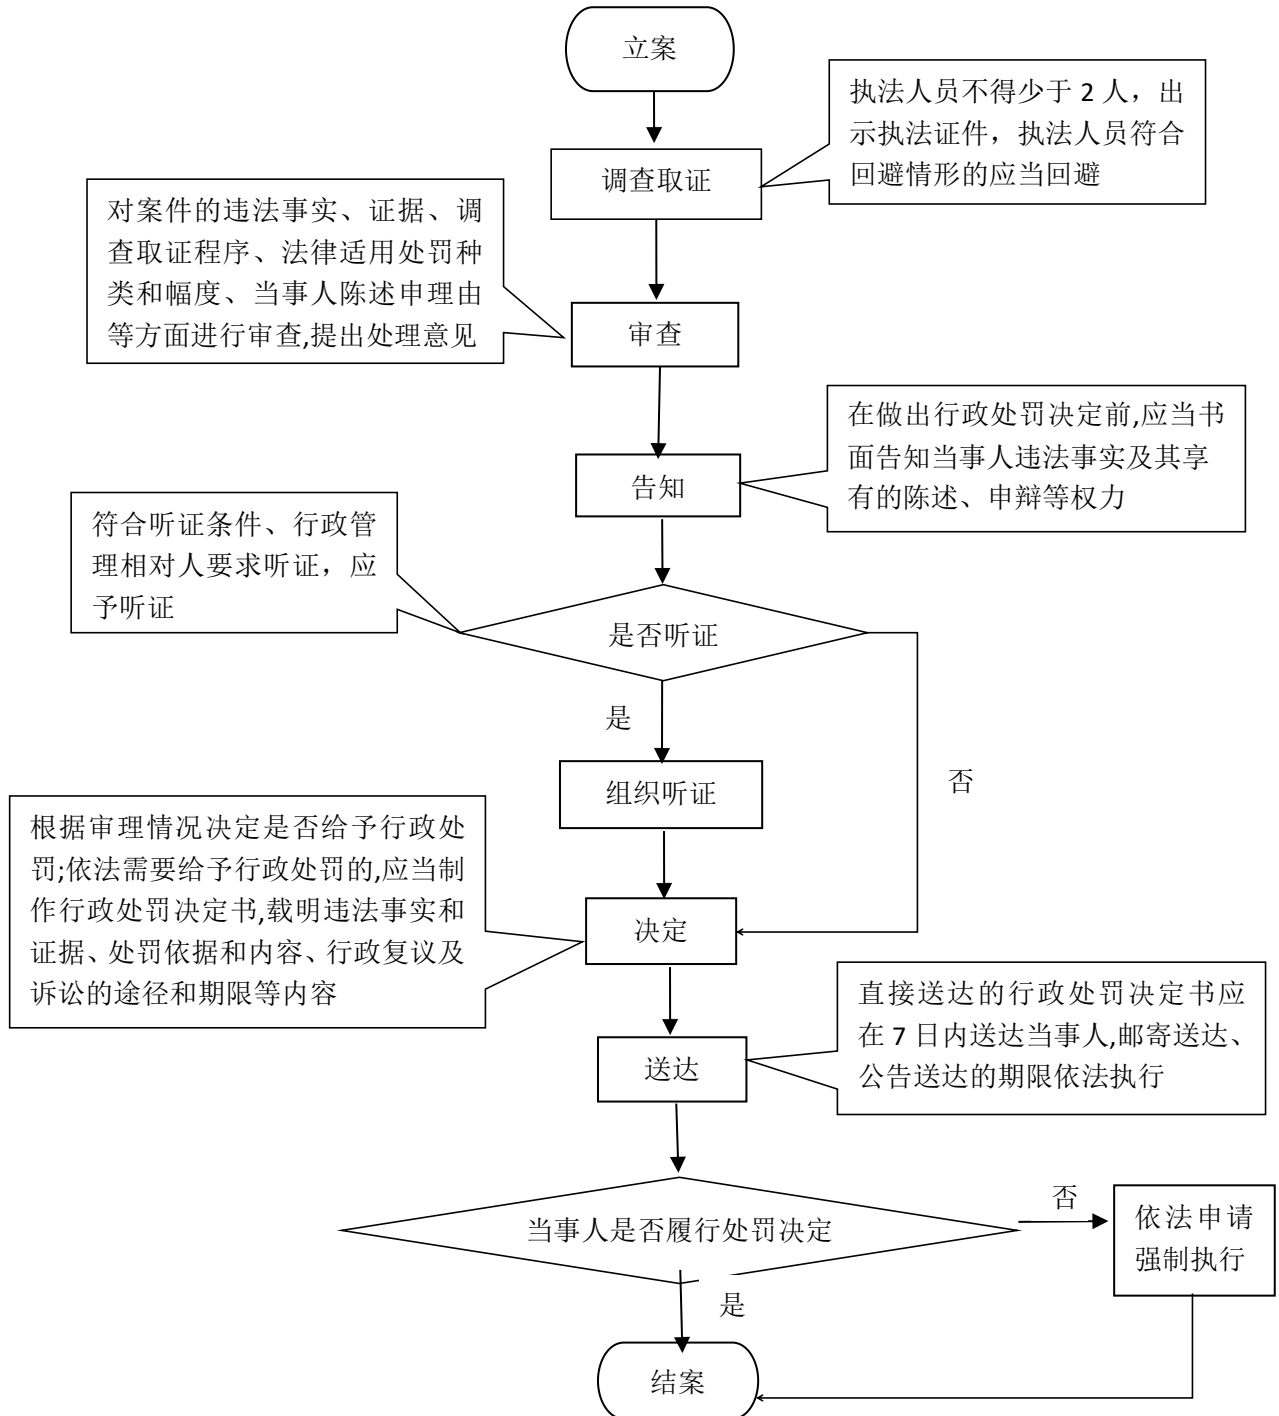 立案
执法人员不得少于 2 人，出
示执法证件，执法人员符合
回避情形的应当回避
调查取证
对案件的违法事实、证据、调
查取证程序、法律适用处罚种
类和幅度、当事人陈述申理由
等方面进行审查,提出处理意见
审查
在做出行政处罚决定前,应当书
面告知当事人违法事实及其享
有的陈述、申辩等权力
告知
符合听证条件、行政管
理相对人要求听证，应
予听证
是否听证
是
否
组织听证
根据审理情况决定是否给予行政处
罚;依法需要给予行政处罚的,应当制
作行政处罚决定书,载明违法事实和
证据、处罚依据和内容、行政复议及
诉讼的途径和期限等内容
决定
直接送达的行政处罚决定书应
在 7 日内送达当事人,邮寄送达、
公告送达的期限依法执行
送达
当事人是否履行处罚决定
否
依法申请
强制执行
是
结案